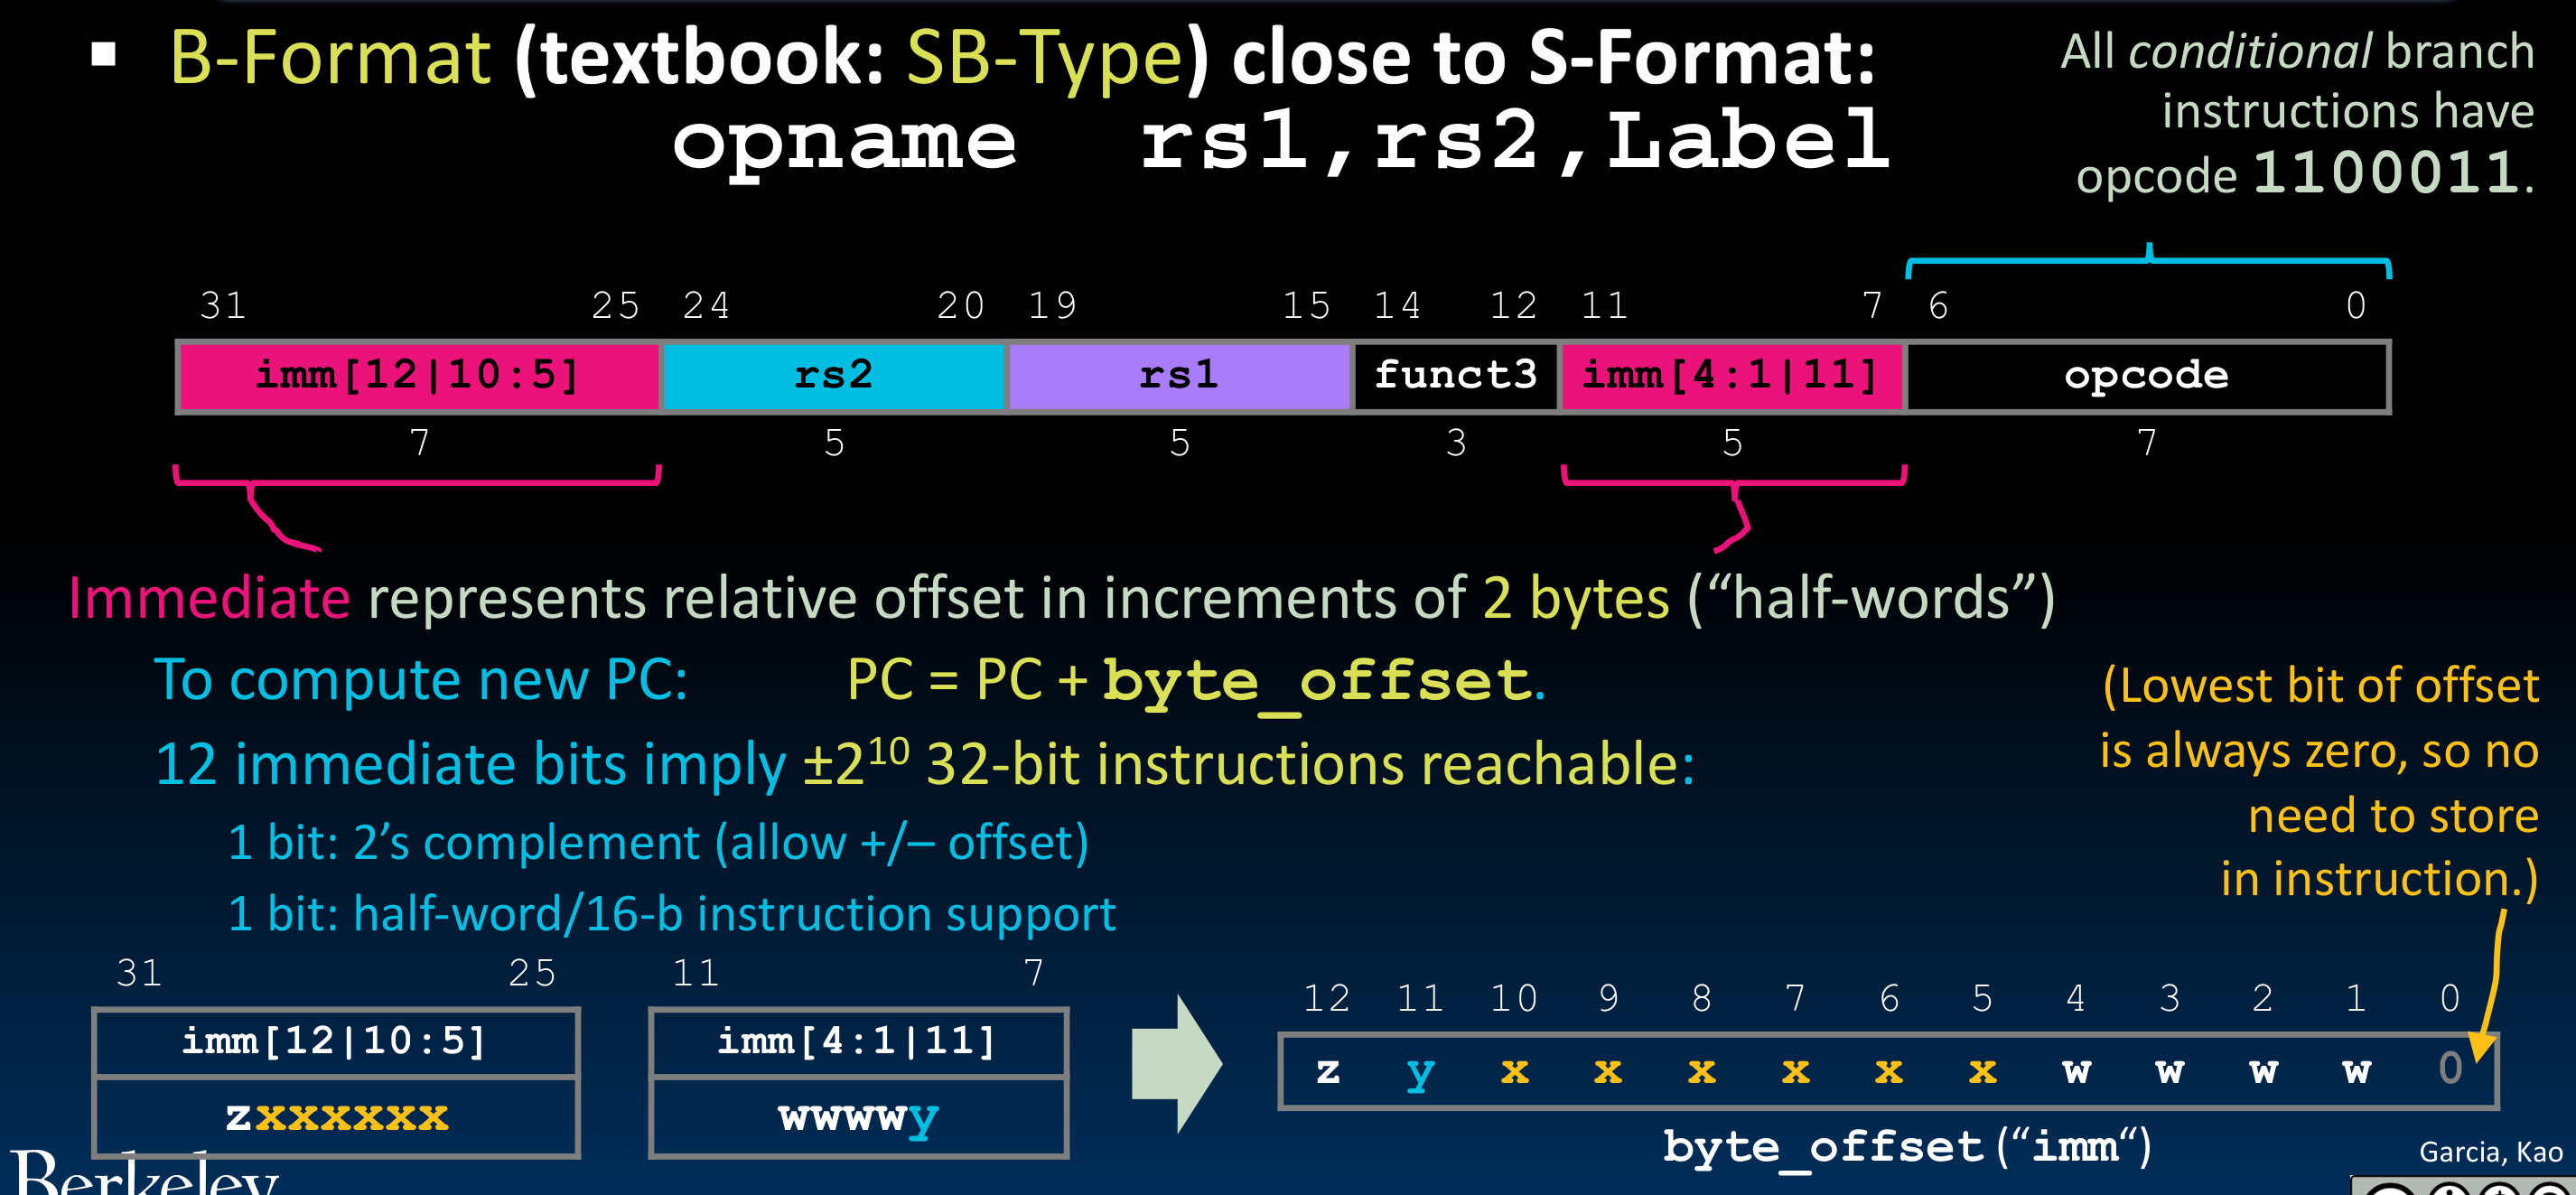 ▪ B-Format (textbook: SB-Type) close to S-Format:
opname rs1,rs2,Label
All conditional branch
instructions have
opcode 1100011.
31 25 24 20 19 15 14 12 11 7 6 0
imm[12|10:5] rs2 rs1 funct3 imm[4:1|11] opcode
7 5 5 3 5 7
Immediate represents relative offset in increments of 2 bytes (“half-words”)
To compute new PC: PC = PC + byte_offset.
12 immediate bits imply ±2¹⁰ 32-bit instructions reachable:
1 bit: 2’s complement (allow +/– offset)
1 bit: half-word/16-b instruction support
(Lowest bit of offset
is always zero, so no
need to store
in instruction.)
31 25 11 7
imm[12|10:5] imm[4:1|11]
zxxxxxx wwwwy
12 11 10 9 8 7 6 5 4 3 2 1 0
z y x x x x x x w w w w 0
byte_offset (“imm“)
Berkeley
Garcia, Kao